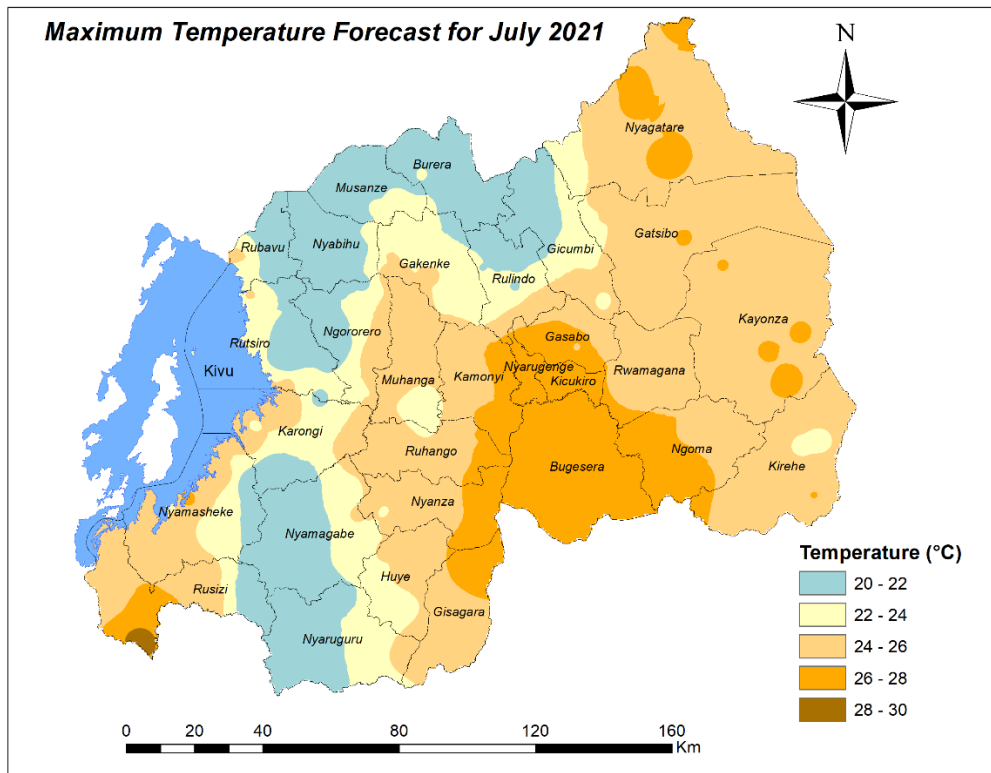 Maximum Temperature Forecast for July 2021
N
Nyagatare
Burera
Musanze
Gatsibo
Rubavu
Nyabihu
Gicumbi
Gakenke
Rulindo
Kayonza
Ngororero
Rutsiro
Gasabo
Kivu
Nyarugenge
Rwamagana
Muhanga
Kamonyi
Kicukiro
Karongi
Ngoma
Ruhango
Bugesera
Kirehe
Nyanza
Nyamasheke
Nyamagabe
Huye
Rusizi
Gisagara
Nyaruguru
Temperature (°C)
20 - 22
22 - 24
24 - 26
26 - 28
28 - 30
0 20 40 80 120 160
Km